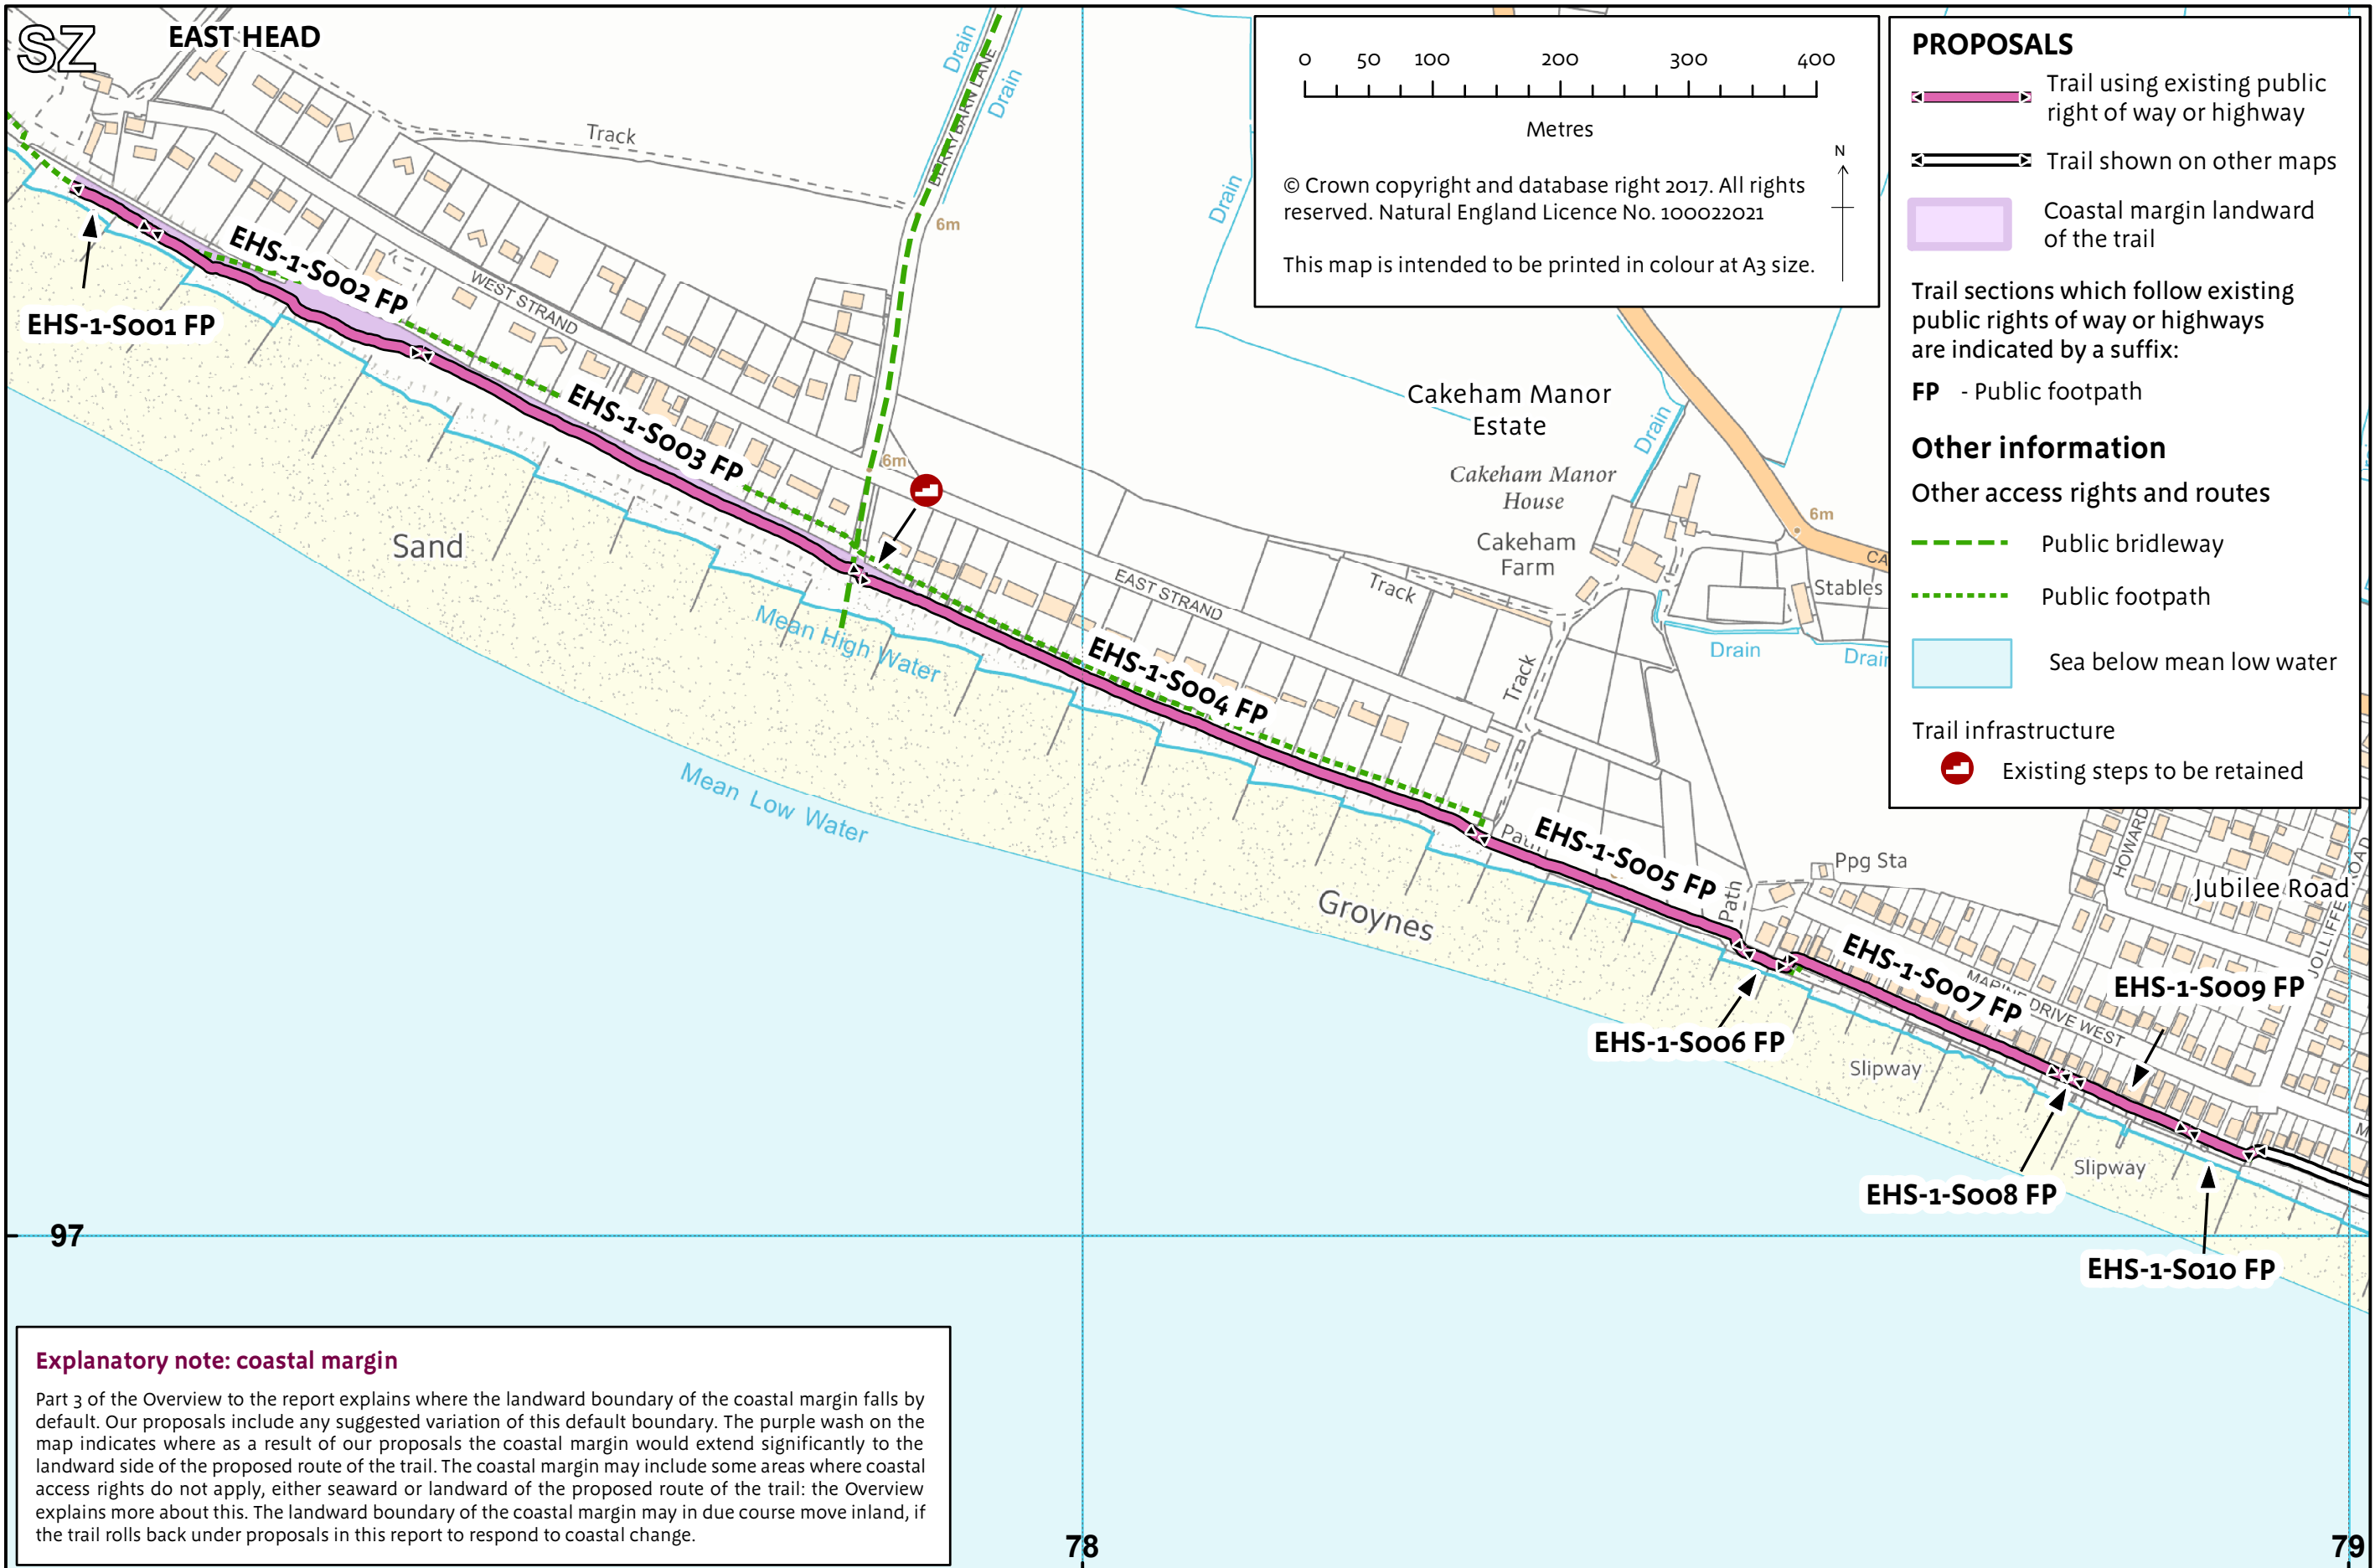 SZ
EAST HEAD
Drain
Drain
BERRYBARN LANE
Track
6m
Drain
EHS-1-S001 FP
EHS-1-S002 FP
WEST STRAND
EHS-1-S003 FP
6m
Sand
Mean High Water
Mean Low Water
EAST STRAND
EHS-1-S004 FP
Cakeham Manor
Estate
Cakeham Manor
House
Cakeham
Farm
Drain
Track
Track
6m
CA
Stables
Drain
Drain
Path
EHS-1-S005 FP
Path
Groynes
Ppg Sta
HOWARD
Jubilee Road
JOLLIFFE ROAD
EHS-1-S006 FP
EHS-1-S007 FP
MARINE DRIVE WEST
EHS-1-S009 FP
Slipway
EHS-1-S008 FP
Slipway
M
EHS-1-S010 FP
97
78
79
0 50 100 200 300 400
Metres
N
© Crown copyright and database right 2017. All rights
reserved. Natural England Licence No. 100022021
This map is intended to be printed in colour at A3 size.
PROPOSALS
Trail using existing public
right of way or highway
Trail shown on other maps
Coastal margin landward
of the trail
Trail sections which follow existing
public rights of way or highways
are indicated by a suffix:
FP - Public footpath
Other information
Other access rights and routes
Public bridleway
Public footpath
Sea below mean low water
Trail infrastructure
Existing steps to be retained
Explanatory note: coastal margin
Part 3 of the Overview to the report explains where the landward boundary of the coastal margin falls by
default. Our proposals include any suggested variation of this default boundary. The purple wash on the
map indicates where as a result of our proposals the coastal margin would extend significantly to the
landward side of the proposed route of the trail. The coastal margin may include some areas where coastal
access rights do not apply, either seaward or landward of the proposed route of the trail: the Overview
explains more about this. The landward boundary of the coastal margin may in due course move inland, if
the trail rolls back under proposals in this report to respond to coastal change.